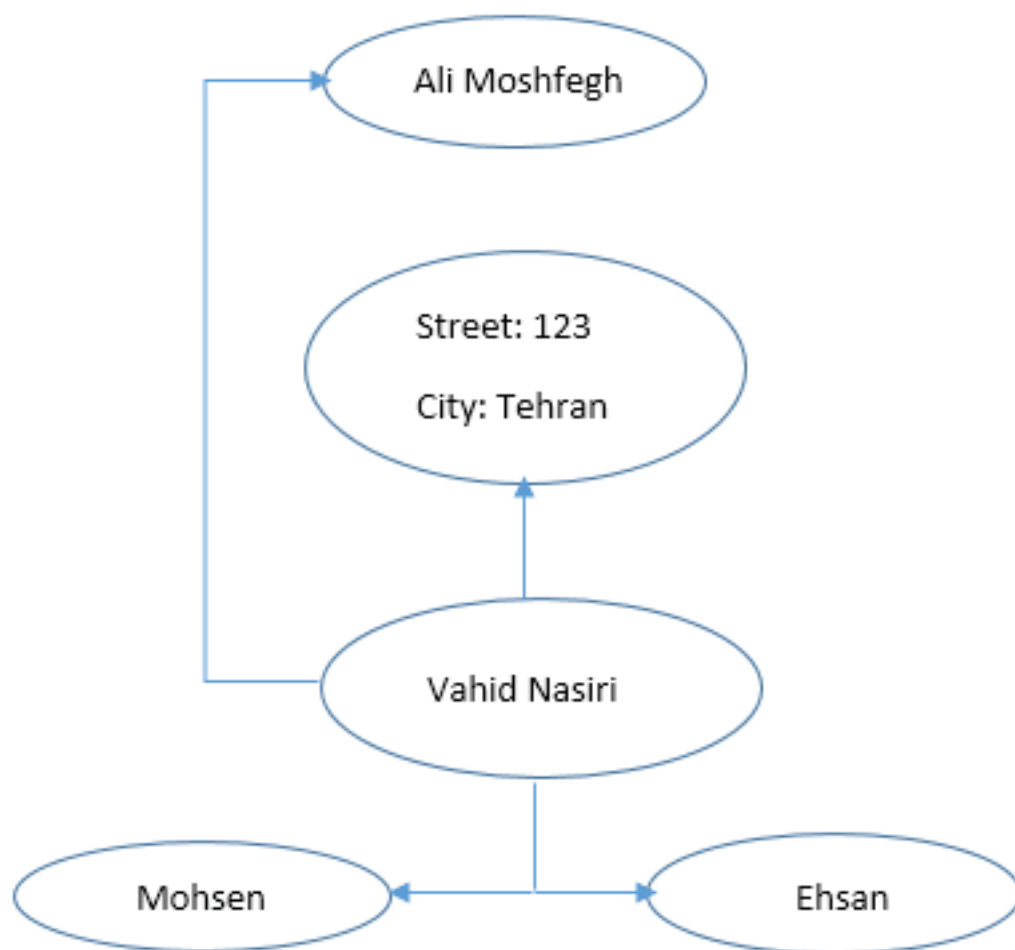 Ali Moshfegh
Street: 123
City: Tehran
Vahid Nasiri
Mohsen
Ehsan